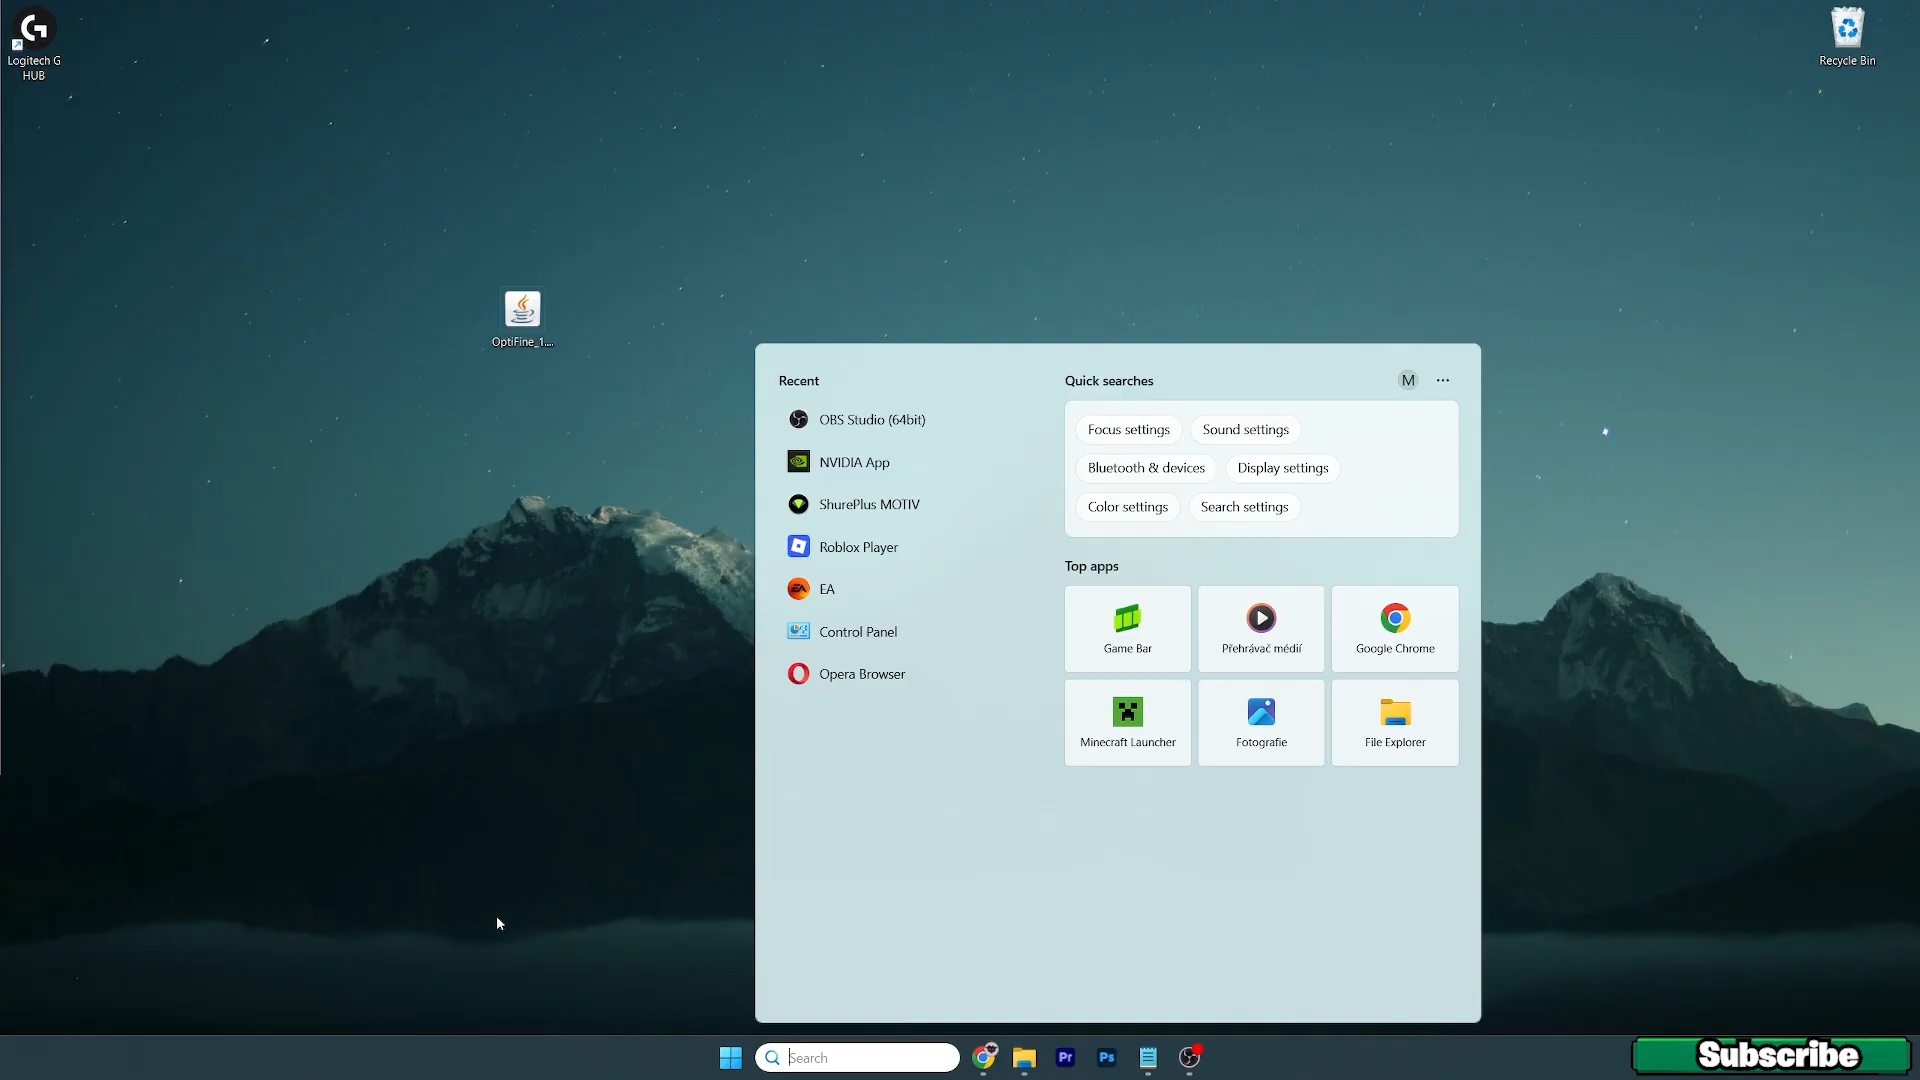 Logitech G
HUB
Recycle Bin
OptiFine_1....
Recent
OBS Studio (64bit)
NVIDIA App
ShurePlus MOTIV
Roblox Player
EA
Control Panel
Opera Browser
Quick searches
M
Focus settings
Sound settings
Bluetooth & devices
Display settings
Color settings
Search settings
Top apps
Game Bar
Přehrávač médií
Google Chrome
Minecraft Launcher
Fotografie
File Explorer
Search
Pr
Ps
Subscribe